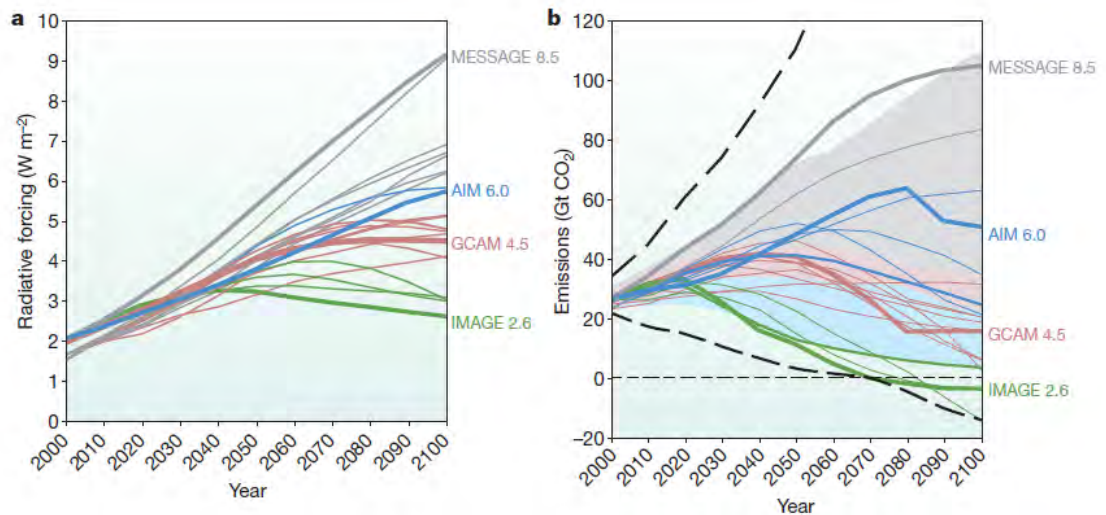 a
Radiative forcing (W m⁻²)
10
9
8
7
6
5
4
3
2
1
0
2000
2010
2020
2030
2040
2050
2060
2070
2080
2090
2100
Year
MESSAGE 8.5
AIM 6.0
GCAM 4.5
IMAGE 2.6
b
Emissions (Gt CO₂)
120
100
80
60
40
20
0
–20
2000
2010
2020
2030
2040
2050
2060
2070
2080
2090
2100
Year
MESSAGE 8.5
AIM 6.0
GCAM 4.5
IMAGE 2.6